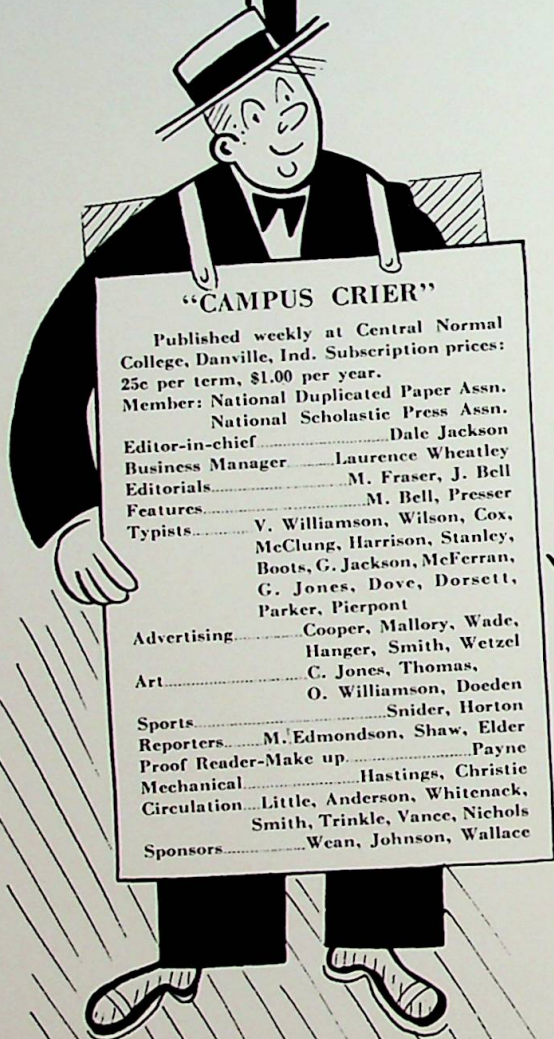 “CAMPUS CRIER”
Published weekly at Central Normal
College, Danville, Ind. Subscription prices:
25c per term, $1.00 per year.
Member: National Duplicated Paper Assn.
National Scholastic Press Assn.
Editor-in-chief..............................Dale Jackson
Business Manager..........Laurence Wheatley
Editorials..............................M. Fraser, J. Bell
Features....................................M. Bell, Presser
Typists............V. Williamson, Wilson, Cox,
McClung, Harrison, Stanley,
Boots, G. Jackson, McFerran,
G. Jones, Dove, Dorsett,
Parker, Pierpont
Advertising..............Cooper, Mallory, Wade,
Hanger, Smith, Wetzel
Art..............................C. Jones, Thomas,
O. Williamson, Doeden
Sports..........................................Snider, Horton
Reporters........M. Edmondson, Shaw, Elder
Proof Reader-Make up..........................Payne
Mechanical........................Hastings, Christie
Circulation....Little, Anderson, Whitenack,
Smith, Trinkle, Vance, Nichols
Sponsors................Wean, Johnson, Wallace